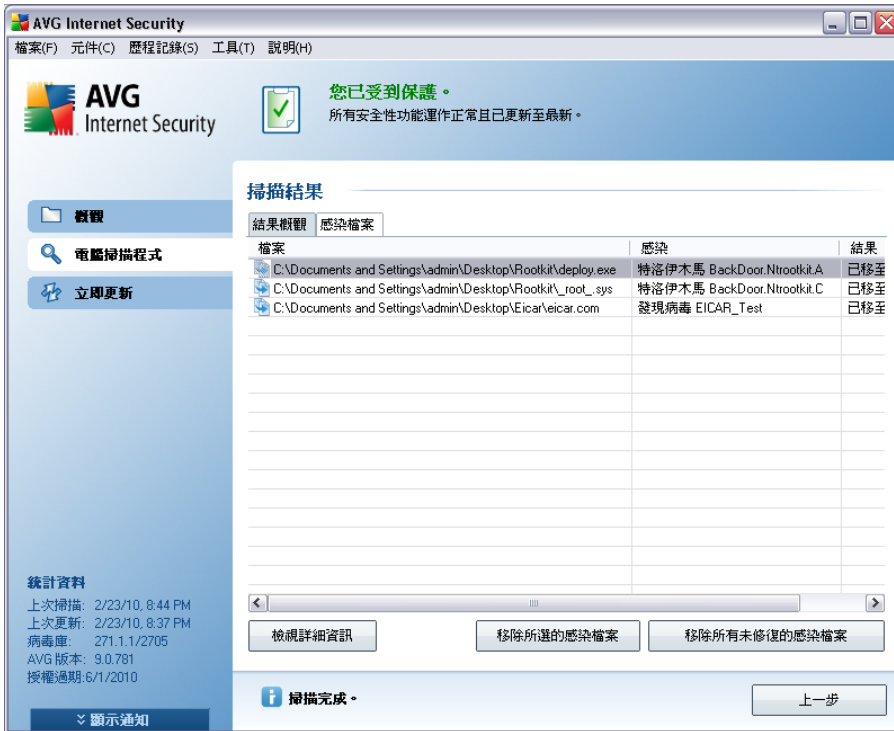 AVG Internet Security
檔案(F) 元件(C) 歷程記錄(S) 工具(T) 說明(H)
AVG
Internet Security
您已受到保護。
所有安全性功能運作正常且已更新至最新。
概觀
電腦掃描程式
立即更新
掃描結果
結果概觀 感染檔案
檔案 感染 結果
C:\Documents and Settings\admin\Desktop\Rootkit\deploy.exe 特洛伊木馬 BackDoor.Ntrootkit.A 已移至
C:\Documents and Settings\admin\Desktop\Rootkit\_root_.sys 特洛伊木馬 BackDoor.Ntrootkit.C 已移至
C:\Documents and Settings\admin\Desktop\Eicar\eicar.com 發現病毒 EICAR_Test 已移至
統計資料
上次掃描: 2/23/10, 8:44 PM
上次更新: 2/23/10, 8:37 PM
病毒庫: 271.1.1/2705
AVG 版本: 9.0.781
授權過期:6/1/2010
顯示通知
檢視詳細資訊 移除所選的感染檔案 移除所有未修復的感染檔案
掃描完成。
上一步